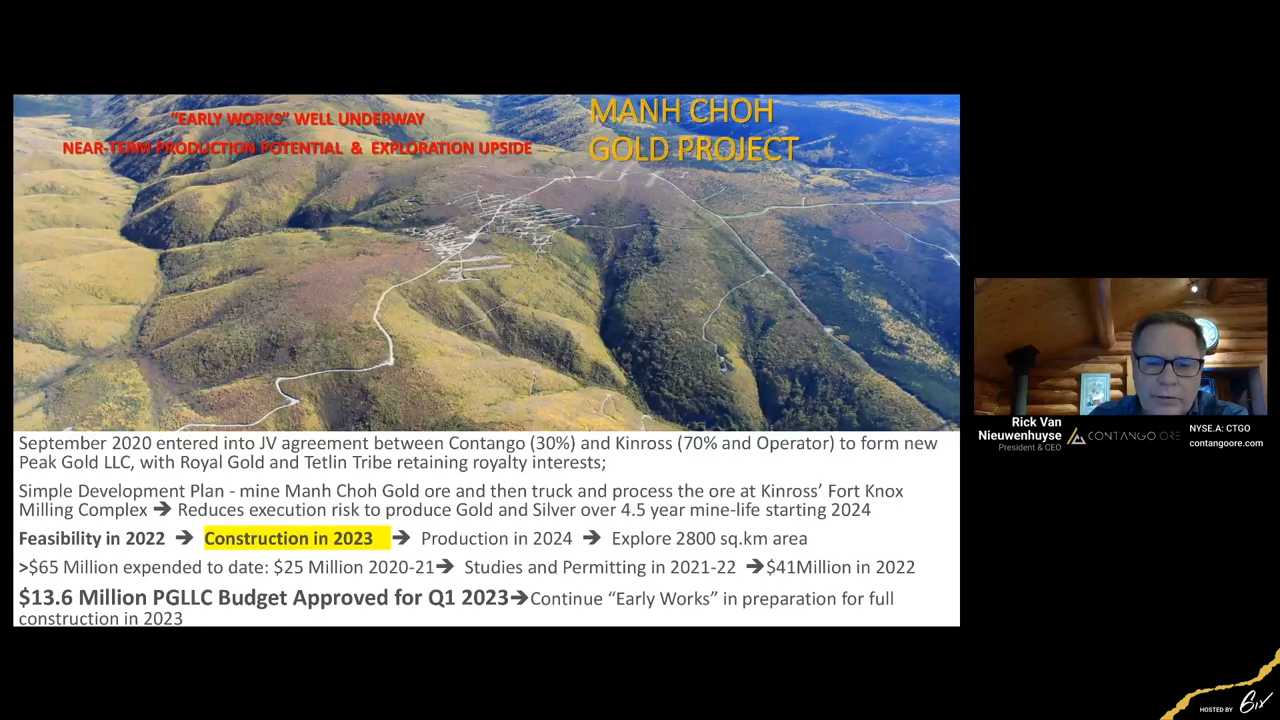 “EARLY WORKS” WELL UNDERWAY
NEAR-TERM PRODUCTION POTENTIAL & EXPLORATION UPSIDE
MANH CHOH
GOLD PROJECT
September 2020 entered into JV agreement between Contango (30%) and Kinross (70% and Operator) to form new
Peak Gold LLC, with Royal Gold and Tetlin Tribe retaining royalty interests;
Simple Development Plan - mine Manh Choh Gold ore and then truck and process the ore at Kinross’ Fort Knox
Milling Complex ➔ Reduces execution risk to produce Gold and Silver over 4.5 year mine-life starting 2024
Feasibility in 2022 ➔ Construction in 2023 ➔ Production in 2024 ➔ Explore 2800 sq.km area
>$65 Million expended to date: $25 Million 2020-21➔ Studies and Permitting in 2021-22 ➔$41Million in 2022
$13.6 Million PGLLC Budget Approved for Q1 2023➔Continue “Early Works” in preparation for full
construction in 2023
Rick Van
Nieuwenhuyse
President & CEO
CONTANGO ORE
NYSE.A: CTGO
contangoore.com
HOSTED BY 6ix